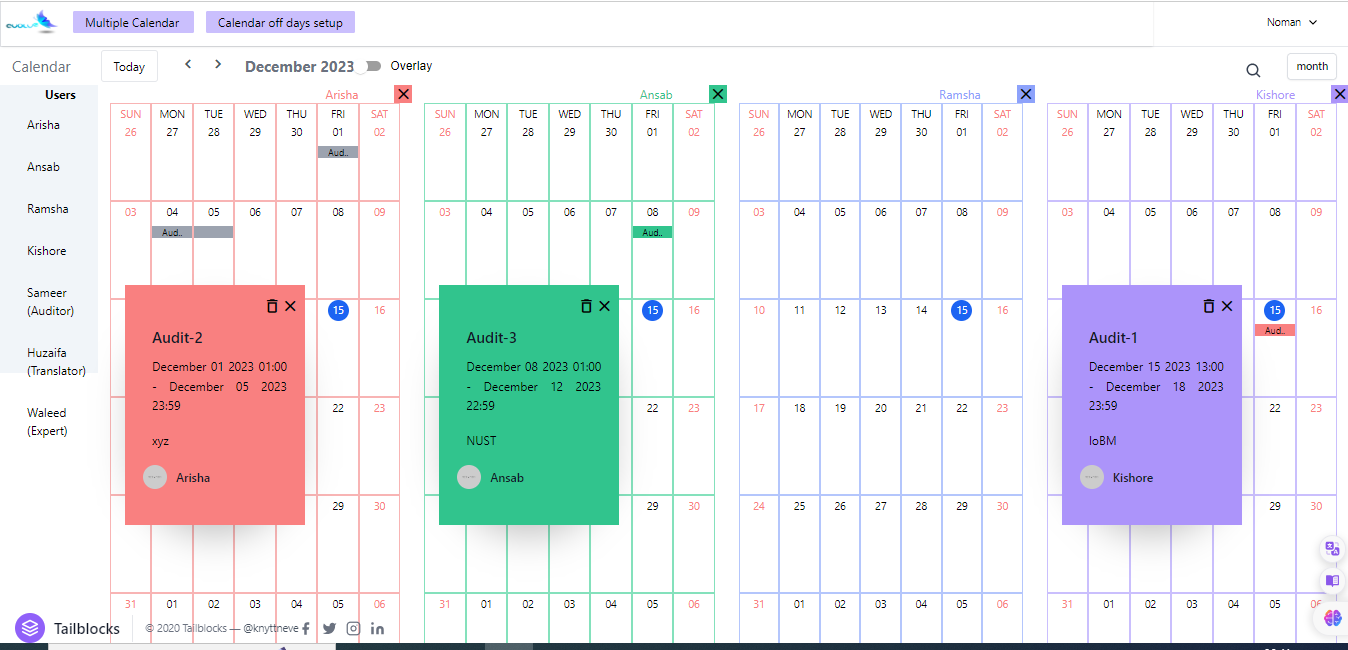 Multiple Calendar
Calendar off days setup
Noman
Calendar
Today
December 2023
Overlay
month
Users
Arisha
Ansab
Ramsha
Kishore
Sameer
(Auditor)
Huzaifa
(Translator)
Waleed
(Expert)
Arisha
SUN MON TUE WED THU FRI SAT
26 27 28 29 30 01 02
Aud..
03 04 05 06 07 08 09
Aud..
15 16
22 23
29 30
31 01 02 03 04 05 06
Audit-2
December 01 2023 01:00
- December 05 2023
23:59
xyz
Arisha
Ansab
SUN MON TUE WED THU FRI SAT
26 27 28 29 30 01 02
03 04 05 06 07 08 09
Aud..
15 16
22 23
29 30
31 01 02 03 04 05 06
Audit-3
December 08 2023 01:00
- December 12 2023
22:59
NUST
Ansab
Ramsha
SUN MON TUE WED THU FRI SAT
26 27 28 29 30 01 02
03 04 05 06 07 08 09
10 11 12 13 14 15 16
17 18 19 20 21 22 23
24 25 26 27 28 29 30
31 01 02 03 04 05 06
Kishore
SUN MON TUE WED THU FRI SAT
26 27 28 29 30 01 02
03 04 05 06 07 08 09
15 16
Aud..
22 23
29 30
31 01 02 03 04 05 06
Audit-1
December 15 2023 13:00
- December 18 2023
23:59
IoBM
Kishore
Tailblocks
© 2020 Tailblocks — @knyttneve